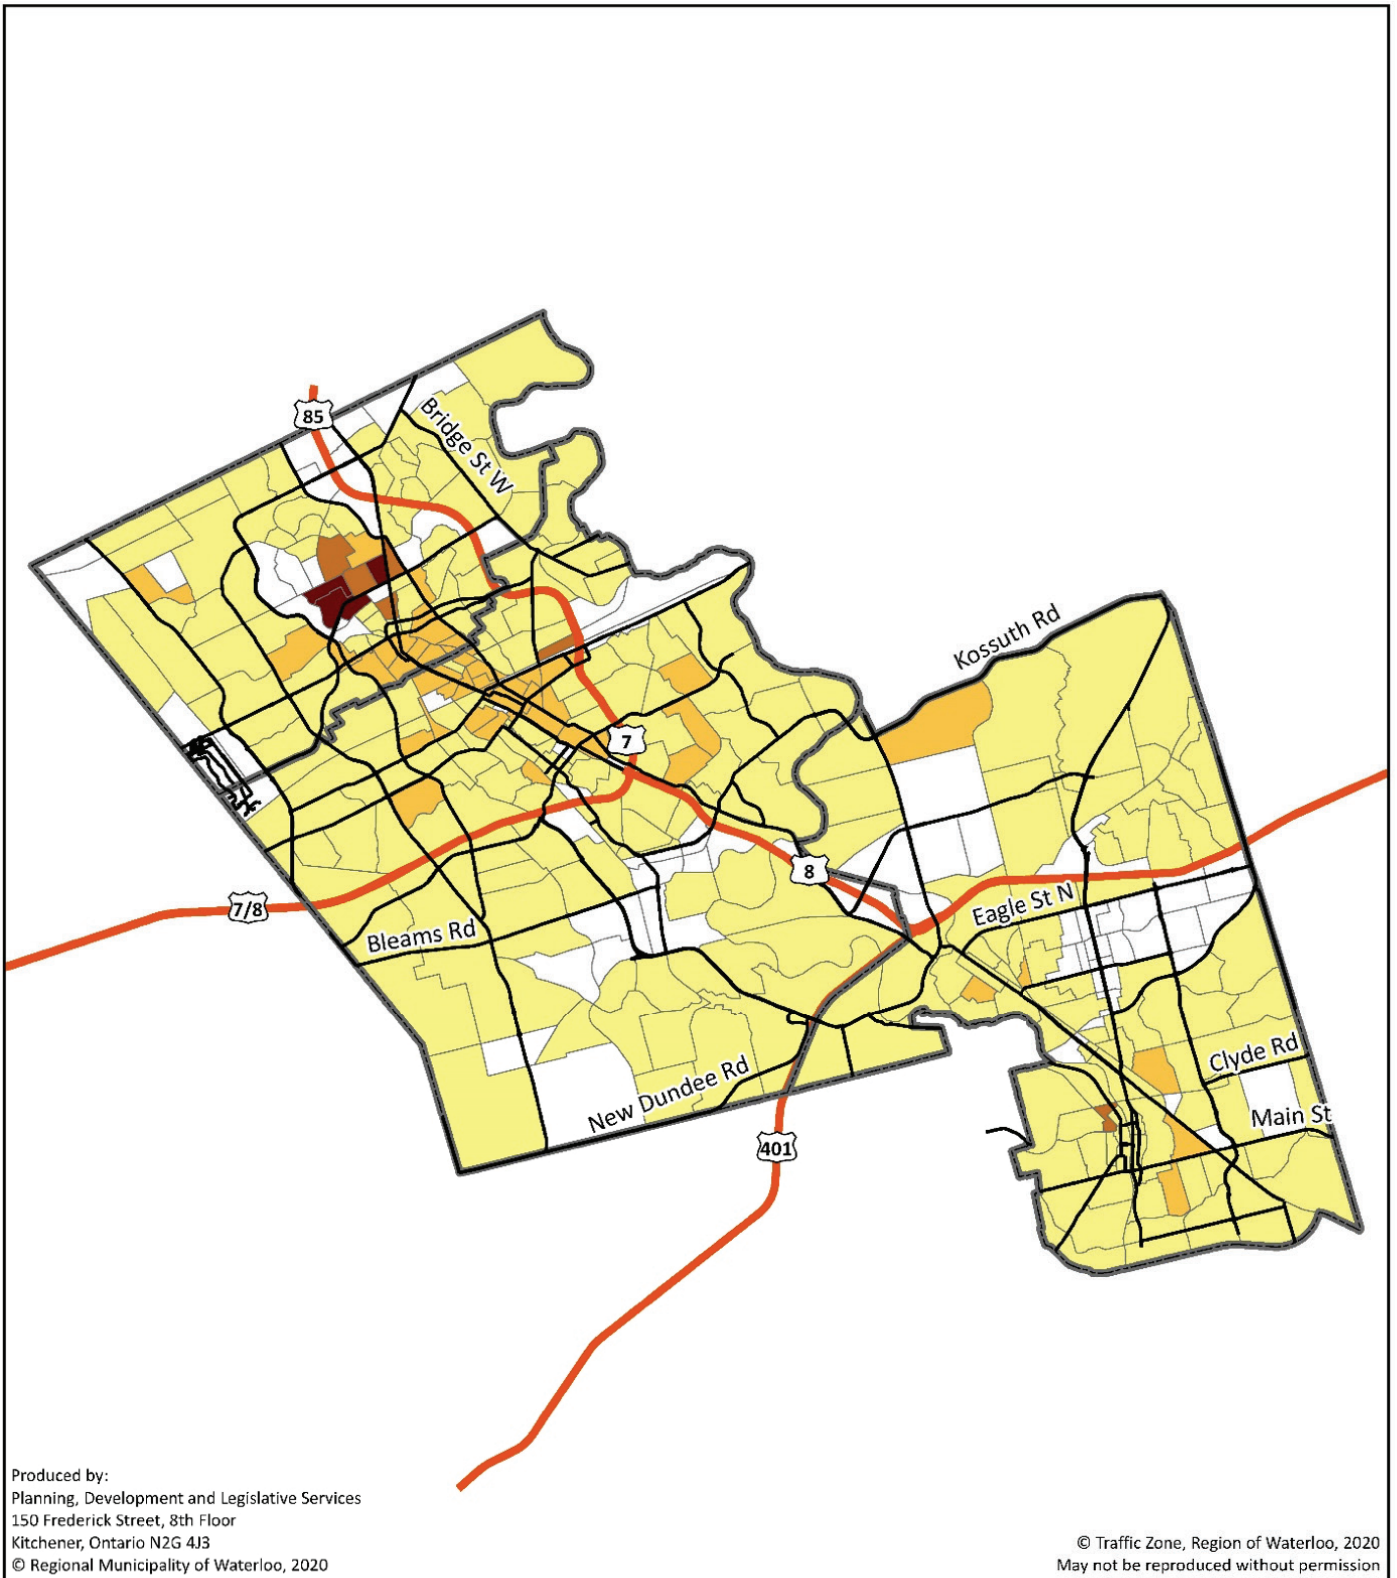 85
Bridge St W
Kossuth Rd
7
8
7/8
Eagle St N
Bleams Rd
Clyde Rd
New Dundee Rd
Main St
401
Produced by:
Planning, Development and Legislative Services
150 Frederick Street, 8th Floor
Kitchener, Ontario N2G 4J3
© Regional Municipality of Waterloo, 2020
© Traffic Zone, Region of Waterloo, 2020
May not be reproduced without permission